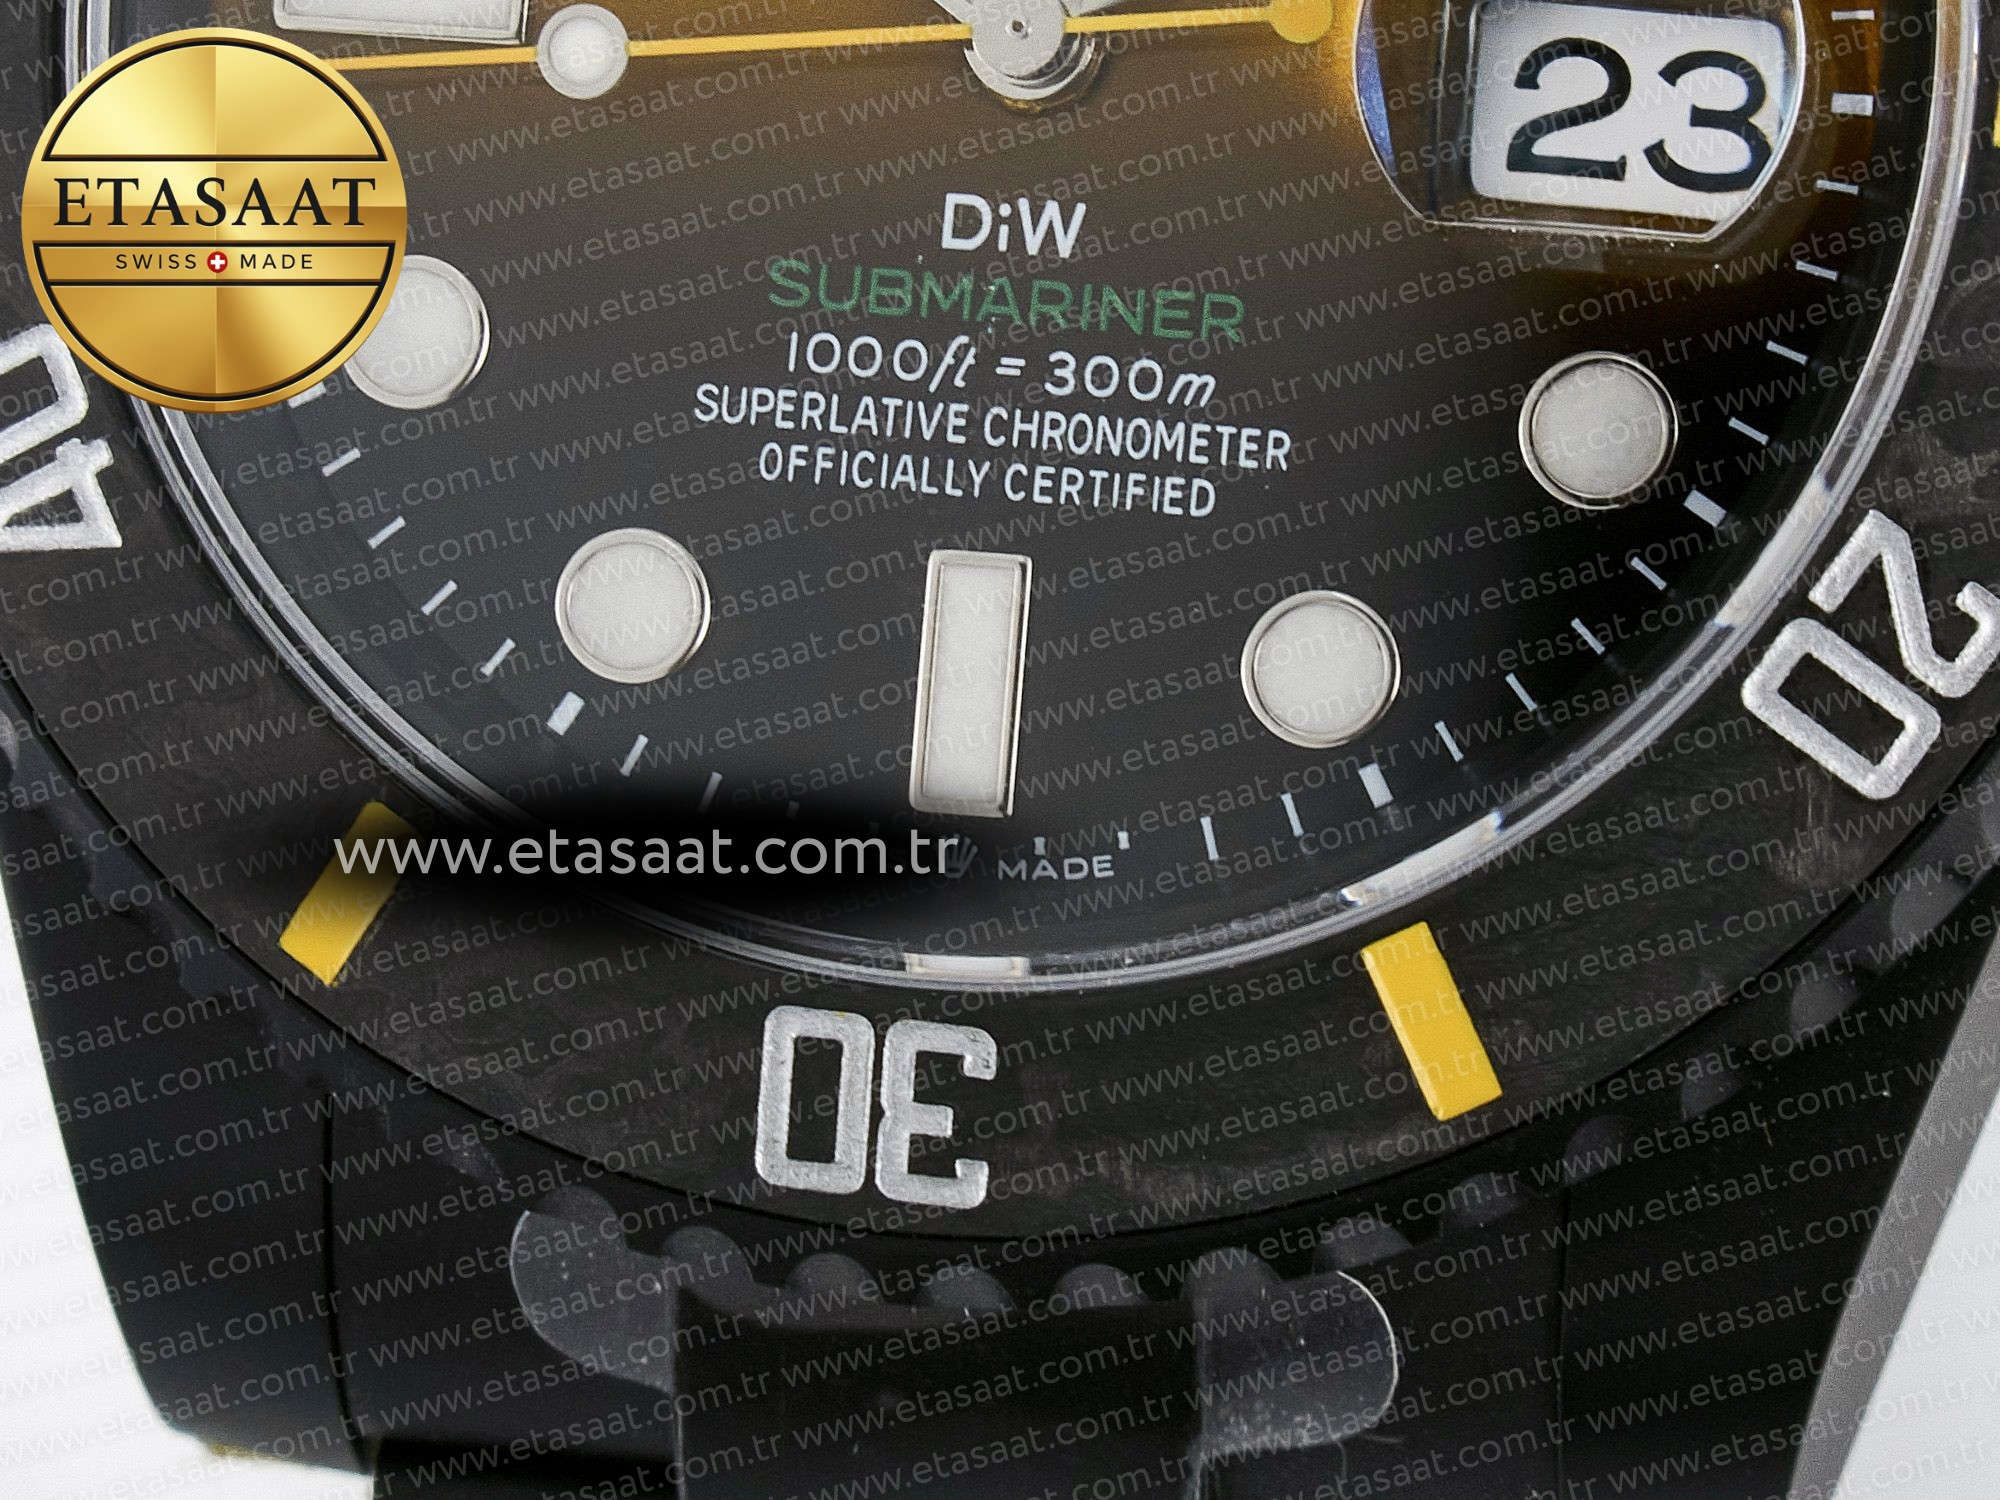 23
ETASAAT
SWISS MADE
DiW
SUBMARINER
1000ft = 300m
SUPERLATIVE CHRONOMETER
OFFICIALLY CERTIFIED
40
20
www.etasaat.com.tr
MADE
30